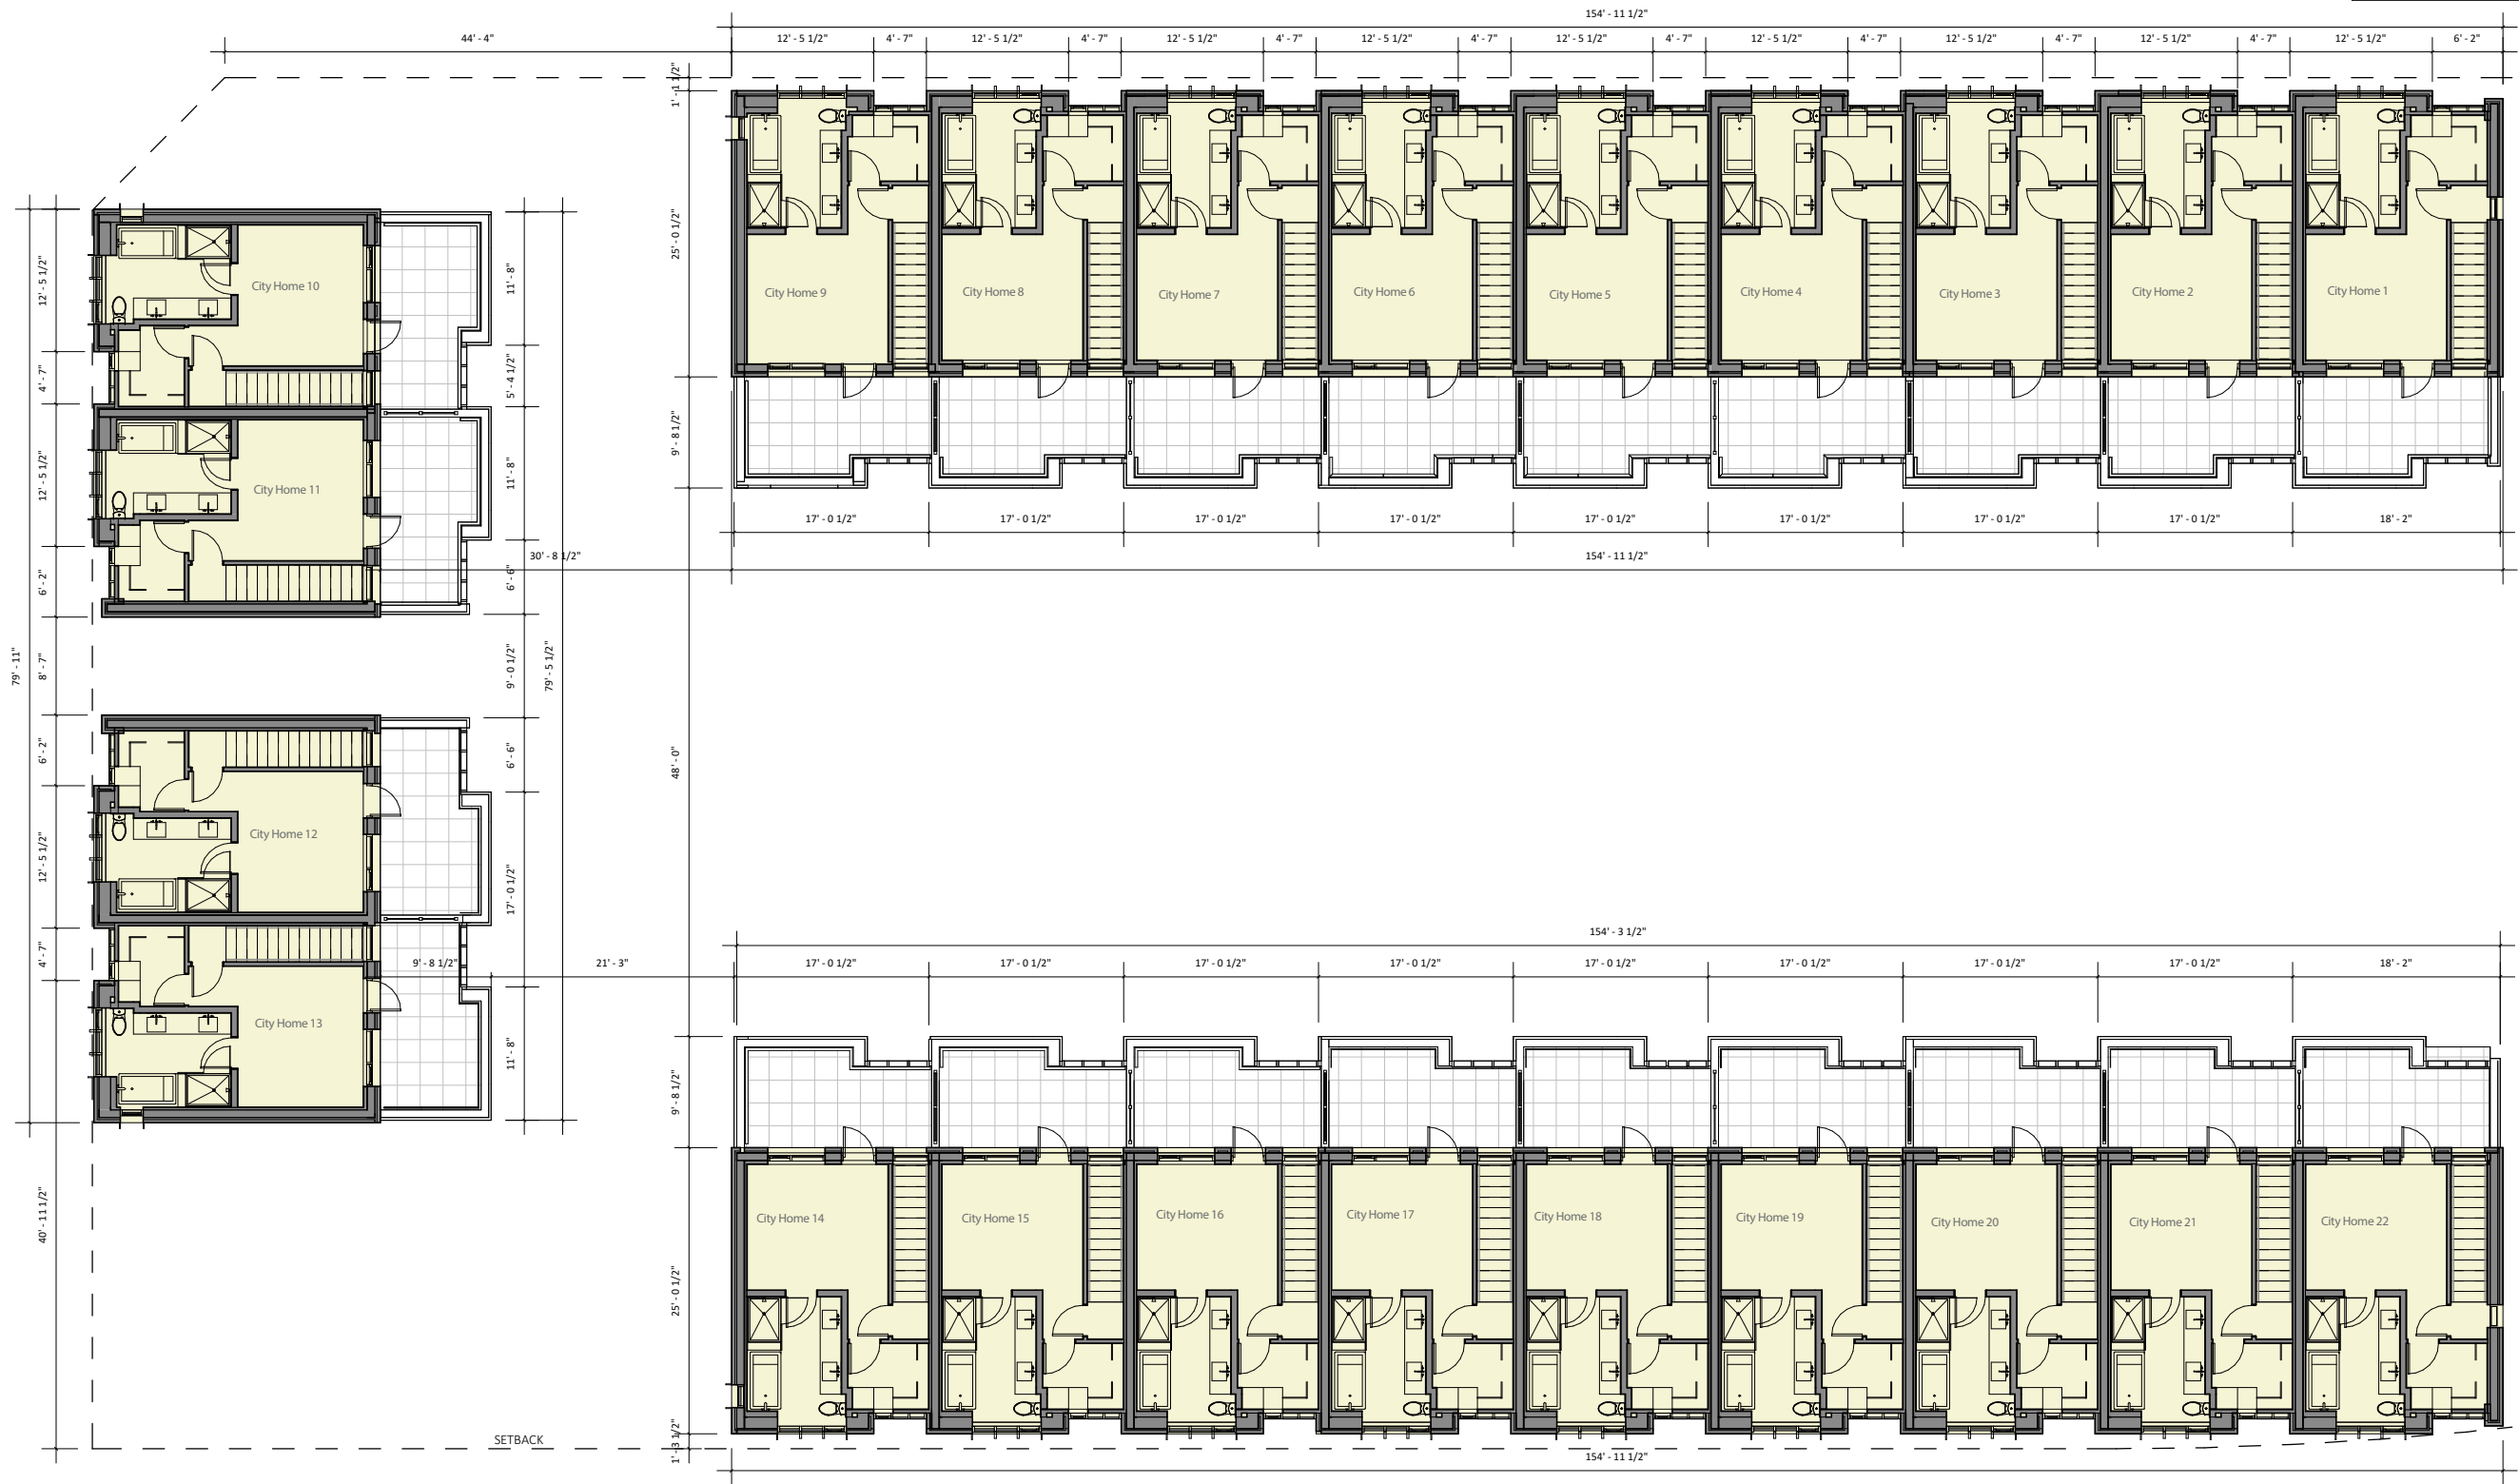 154' - 11 1/2"
44' - 4"
12' - 5 1/2" 4' - 7" 12' - 5 1/2" 4' - 7" 12' - 5 1/2" 4' - 7" 12' - 5 1/2" 4' - 7" 12' - 5 1/2" 4' - 7" 12' - 5 1/2" 4' - 7" 12' - 5 1/2" 4' - 7" 12' - 5 1/2" 4' - 7" 12' - 5 1/2" 6' - 2"
1' - 1 1/2"
25' - 0 1/2"
9' - 8 1/2"
City Home 9
City Home 8
City Home 7
City Home 6
City Home 5
City Home 4
City Home 3
City Home 2
City Home 1
17' - 0 1/2" 17' - 0 1/2" 17' - 0 1/2" 17' - 0 1/2" 17' - 0 1/2" 17' - 0 1/2" 17' - 0 1/2" 17' - 0 1/2" 18' - 2"
154' - 11 1/2"
30' - 8 1/2"
79' - 11"
12' - 5 1/2"
4' - 7"
12' - 5 1/2"
6' - 2"
8' - 7"
6' - 2"
12' - 5 1/2"
4' - 7"
40' - 11 1/2"
City Home 10
City Home 11
City Home 12
City Home 13
11' - 8"
5' - 4 1/2"
11' - 8"
6' - 6"
9' - 0 1/2"
79' - 5 1/2"
6' - 6"
17' - 0 1/2"
11' - 8"
48' - 0"
154' - 3 1/2"
9' - 8 1/2"
21' - 3"
17' - 0 1/2" 17' - 0 1/2" 17' - 0 1/2" 17' - 0 1/2" 17' - 0 1/2" 17' - 0 1/2" 17' - 0 1/2" 17' - 0 1/2" 18' - 2"
9' - 8 1/2"
25' - 0 1/2"
1' - 3 1/2"
City Home 14
City Home 15
City Home 16
City Home 17
City Home 18
City Home 19
City Home 20
City Home 21
City Home 22
SETBACK
154' - 11 1/2"